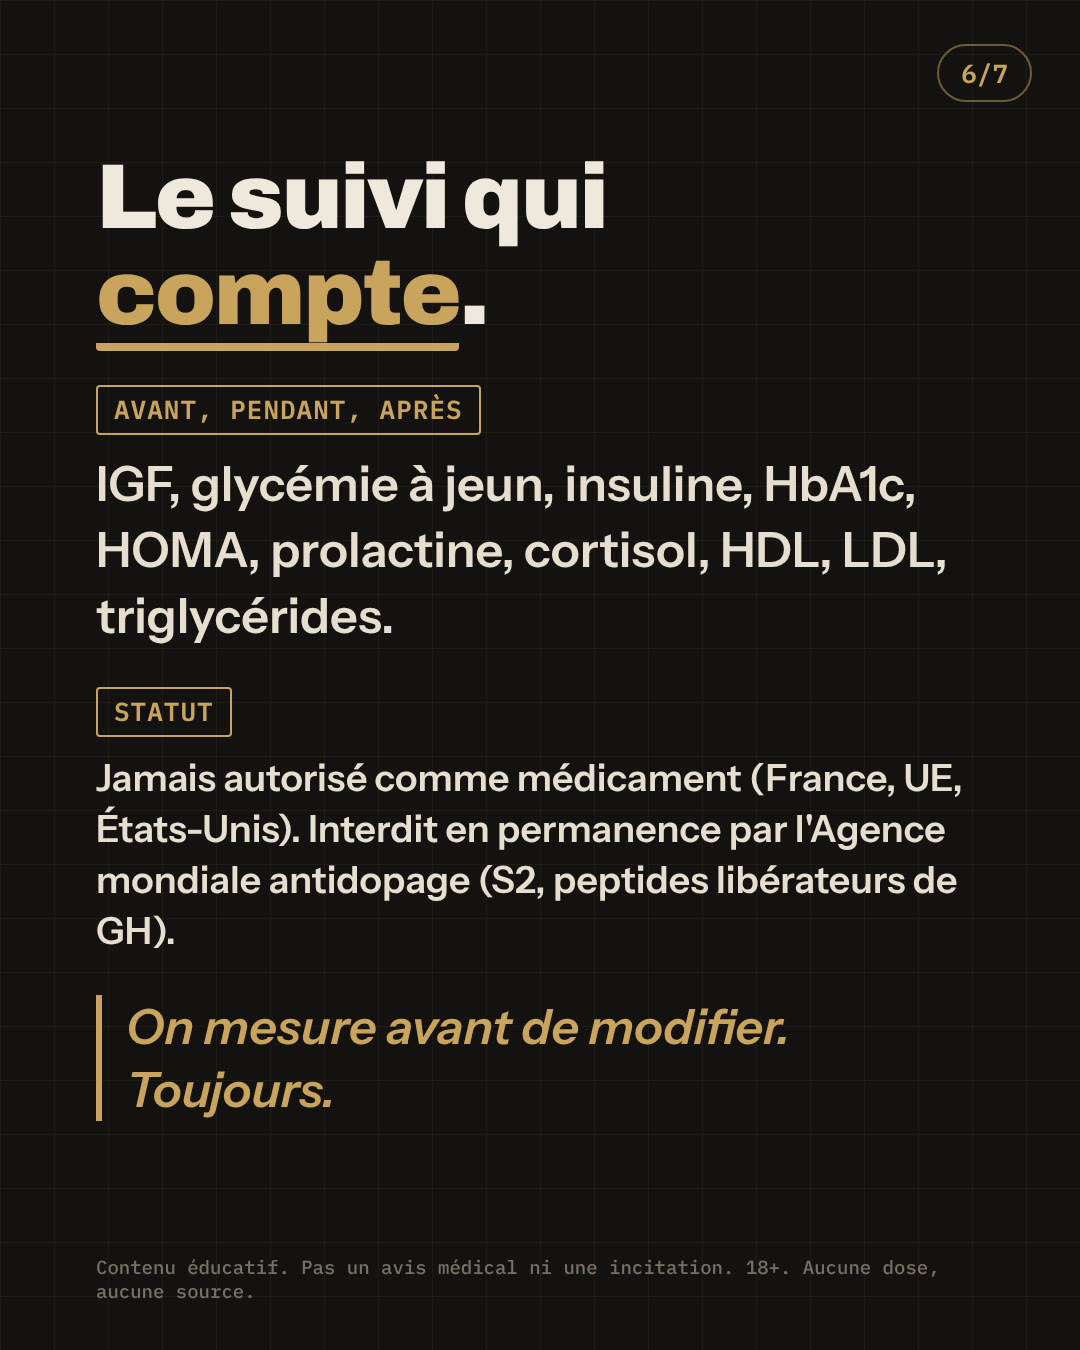 6/7
Le suivi qui
compte.
AVANT, PENDANT, APRÈS
IGF, glycémie à jeun, insuline, HbA1c,
HOMA, prolactine, cortisol, HDL, LDL,
triglycérides.
STATUT
Jamais autorisé comme médicament (France, UE,
États-Unis). Interdit en permanence par l'Agence
mondiale antidopage (S2, peptides libérateurs de
GH).
On mesure avant de modifier.
Toujours.
Contenu éducatif. Pas un avis médical ni une incitation. 18+. Aucune dose,
aucune source.